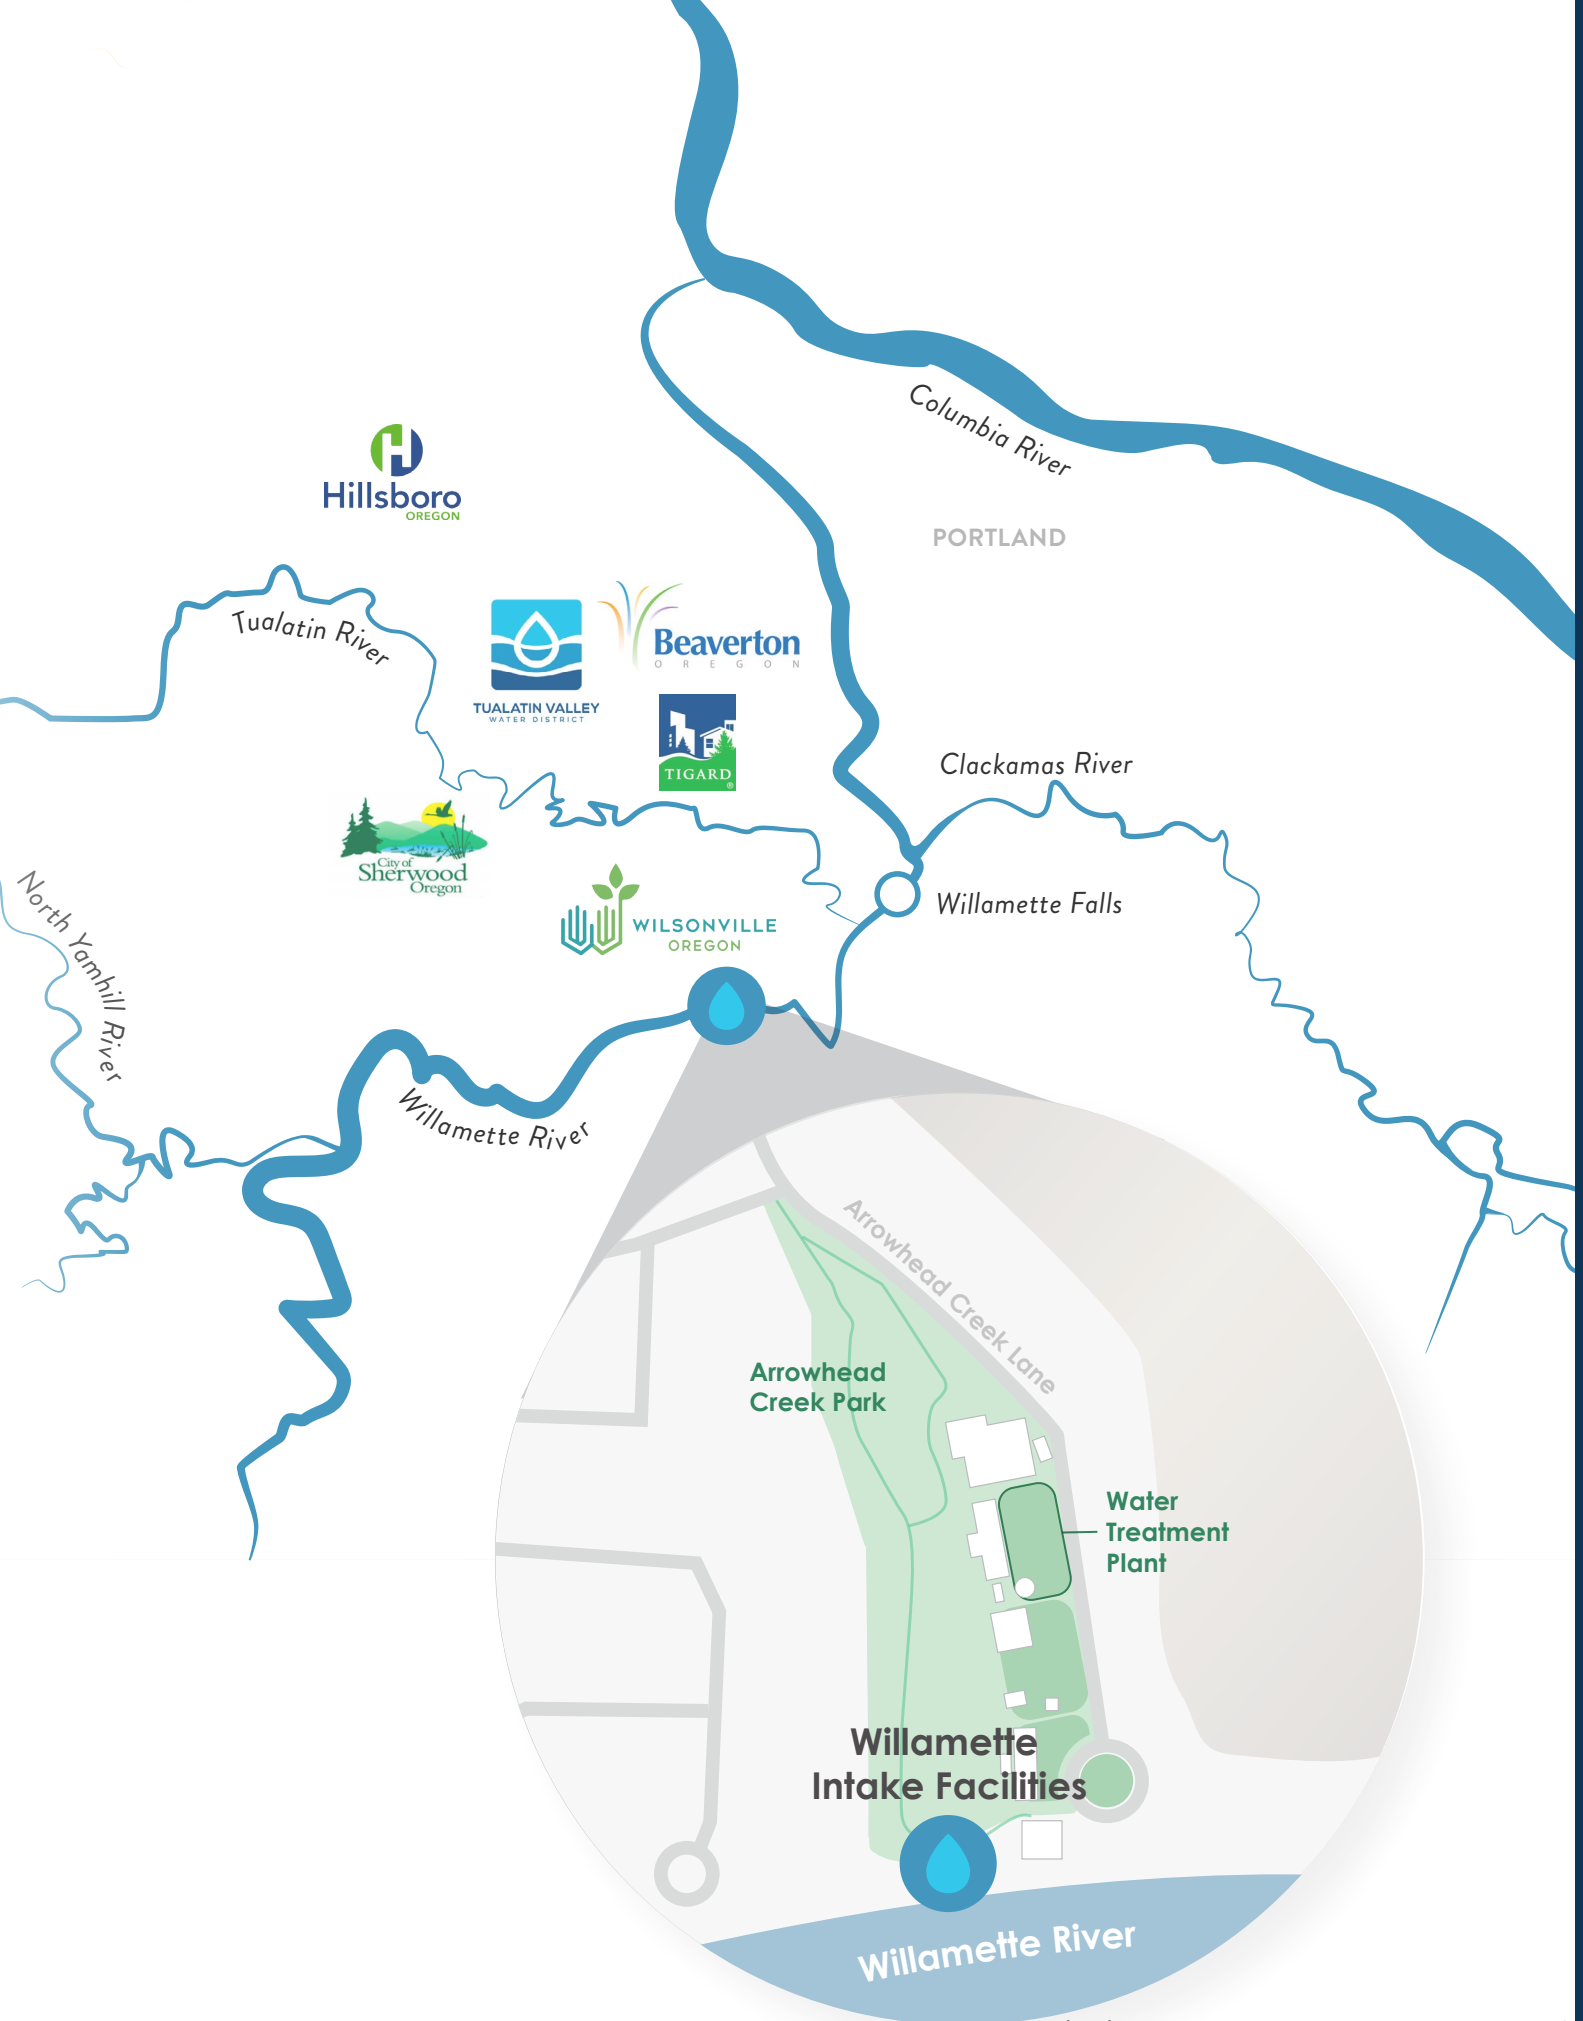 Columbia River
Hillsboro
OREGON
PORTLAND
Tualatin River
Beaverton
OREGON
TUALATIN VALLEY
WATER DISTRICT
TIGARD
®
Clackamas River
City of
Sherwood
Oregon
Willamette Falls
North Yamhill River
WILSONVILLE
OREGON
Willamette River
Arrowhead Creek Lane
Arrowhead
Creek Park
Water
Treatment
Plant
Willamette
Intake Facilities
Willamette River